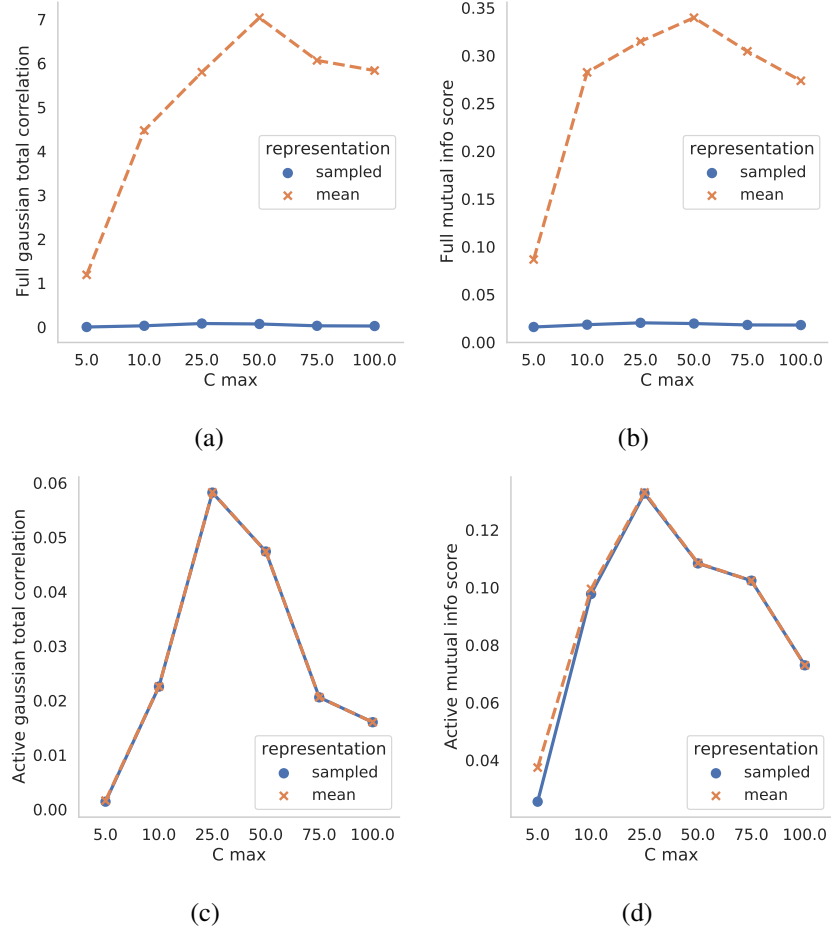 Full gaussian total correlation
7
6
5
4
3
2
1
0
5.0 10.0 25.0 50.0 75.0 100.0
C max
representation
sampled
mean
(a)
Full mutual info score
0.35
0.30
0.25
0.20
0.15
0.10
0.05
0.00
5.0 10.0 25.0 50.0 75.0 100.0
C max
representation
sampled
mean
(b)
Active gaussian total correlation
0.06
0.05
0.04
0.03
0.02
0.01
0.00
5.0 10.0 25.0 50.0 75.0 100.0
C max
representation
sampled
mean
(c)
Active mutual info score
0.12
0.10
0.08
0.06
0.04
5.0 10.0 25.0 50.0 75.0 100.0
C max
representation
sampled
mean
(d)